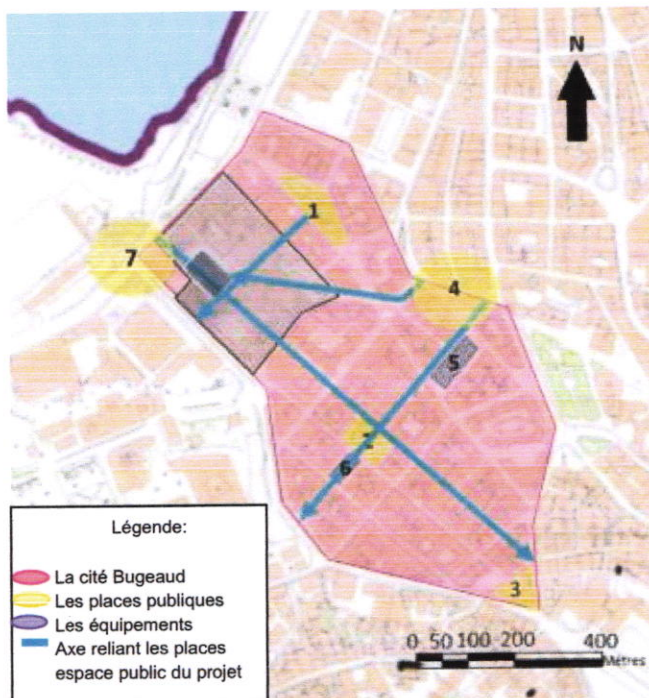 N
1
7
4
5
2
6
3
Légende:
La cité Bugeaud
Les places publiques
Les équipements
Axe reliant les places
espace public du projet
0 50 100 200 400
Mètres